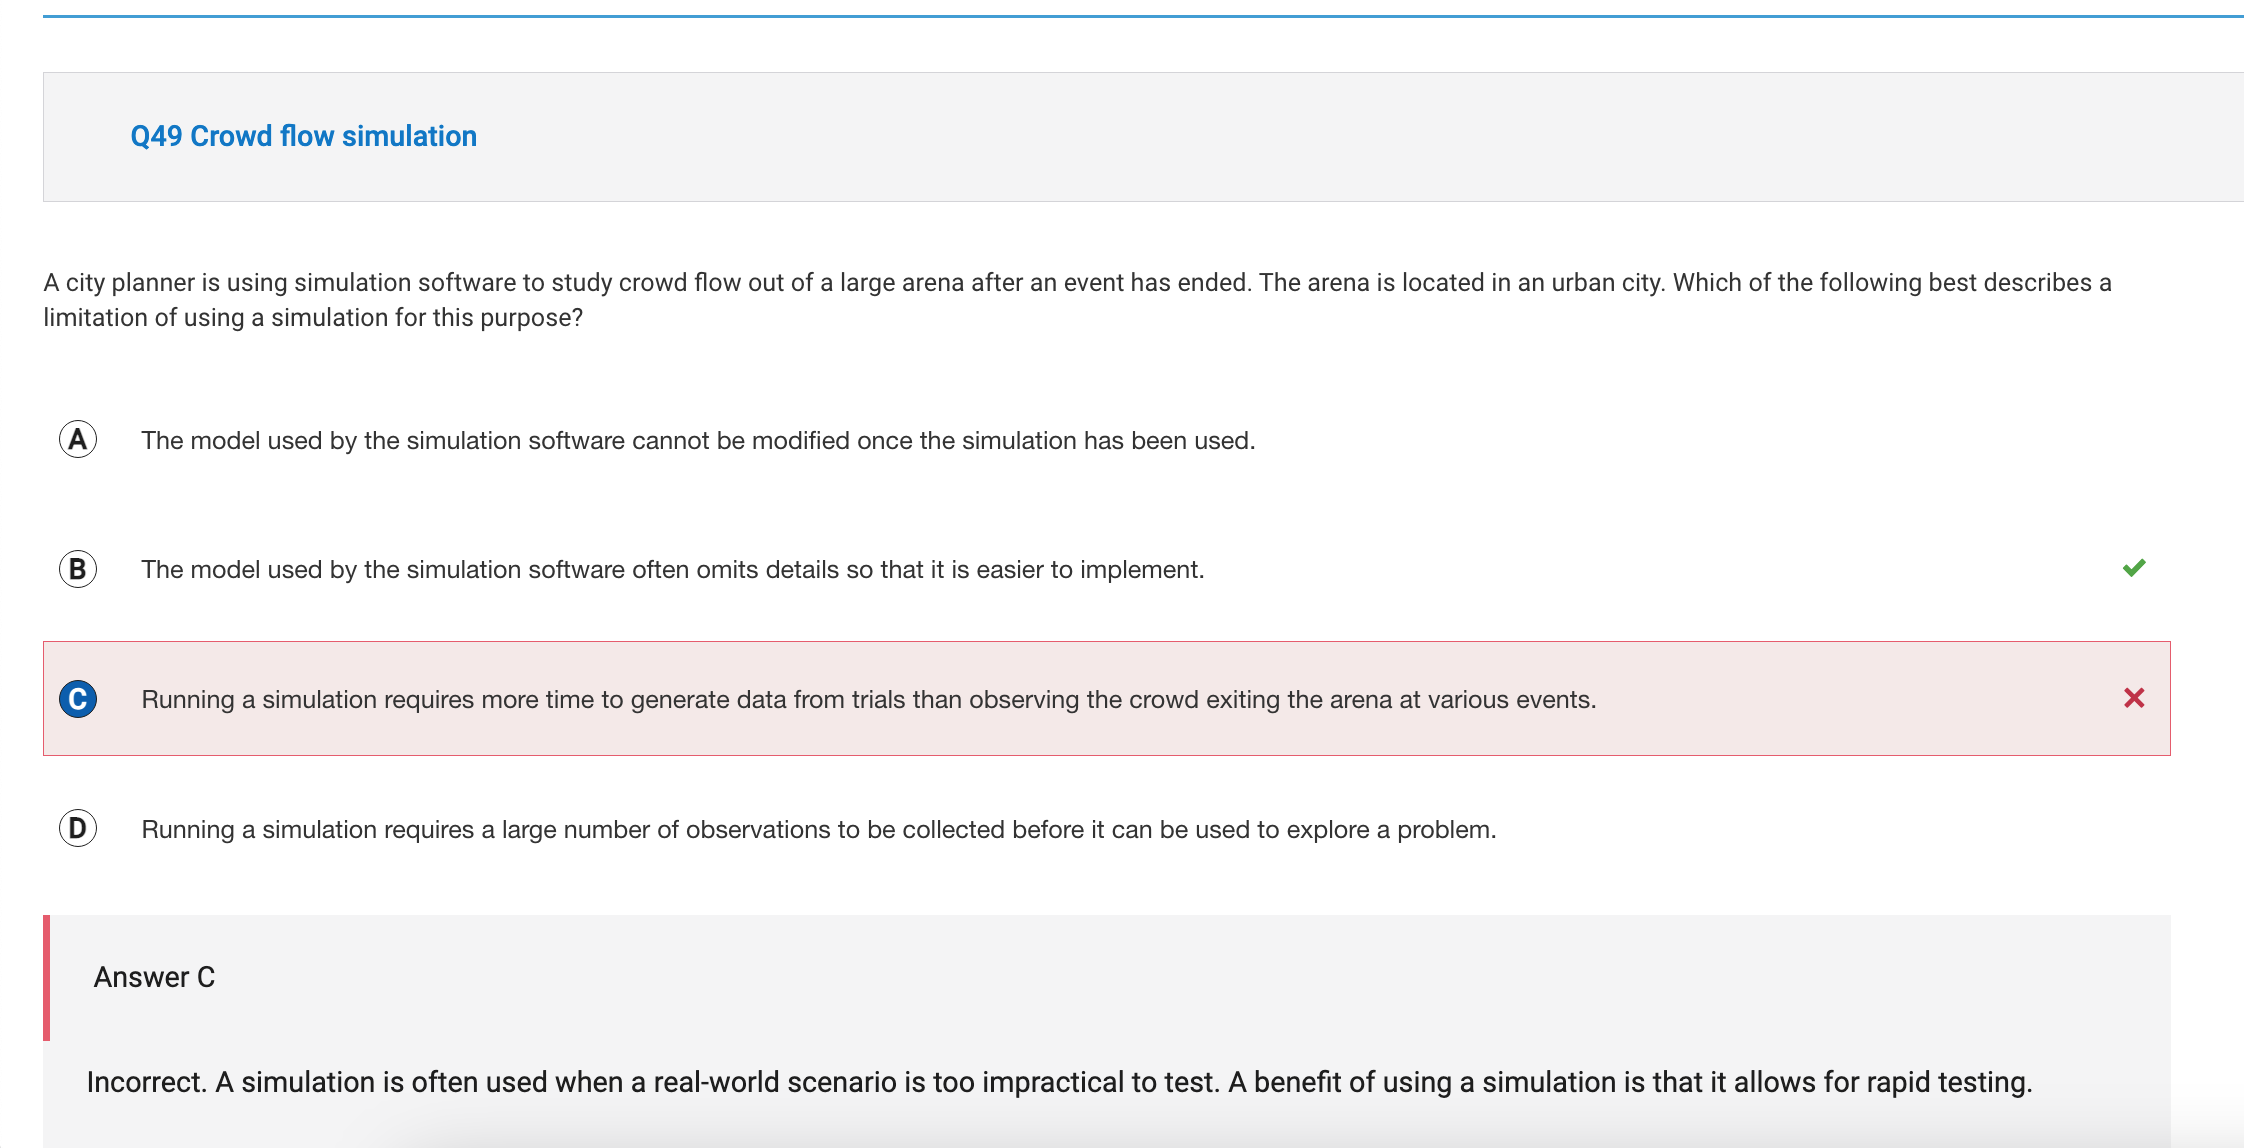 Q49 Crowd flow simulation
A city planner is using simulation software to study crowd flow out of a large arena after an event has ended. The arena is located in an urban city. Which of the following best describes a
limitation of using a simulation for this purpose?
A The model used by the simulation software cannot be modified once the simulation has been used.
B The model used by the simulation software often omits details so that it is easier to implement.
C Running a simulation requires more time to generate data from trials than observing the crowd exiting the arena at various events.
D Running a simulation requires a large number of observations to be collected before it can be used to explore a problem.
Answer C
Incorrect. A simulation is often used when a real-world scenario is too impractical to test. A benefit of using a simulation is that it allows for rapid testing.